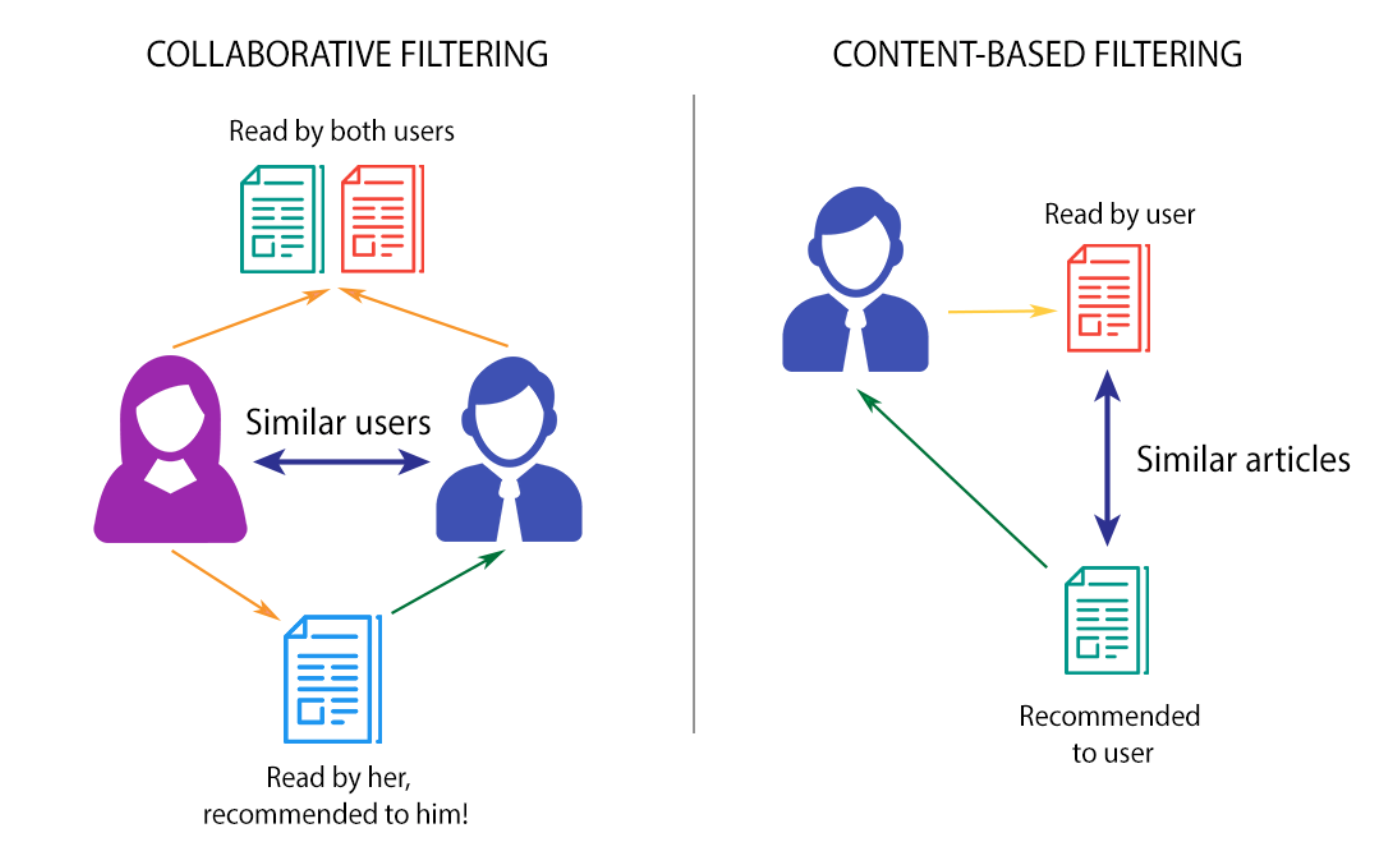 COLLABORATIVE FILTERING
Read by both users
Similar users
Read by her,
recommended to him!
CONTENT-BASED FILTERING
Read by user
Similar articles
Recommended
to user